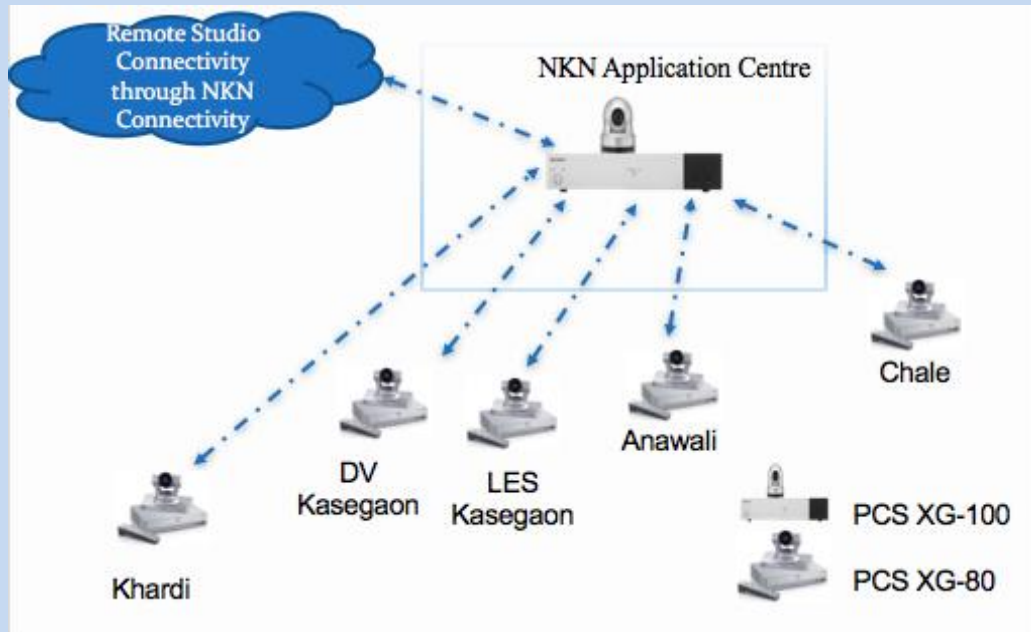 Remote Studio
Connectivity
through NKN
Connectivity
NKN Application Centre
Chale
Anawali
DV
Kasegaon
LES
Kasegaon
Khardi
PCS XG-100
PCS XG-80